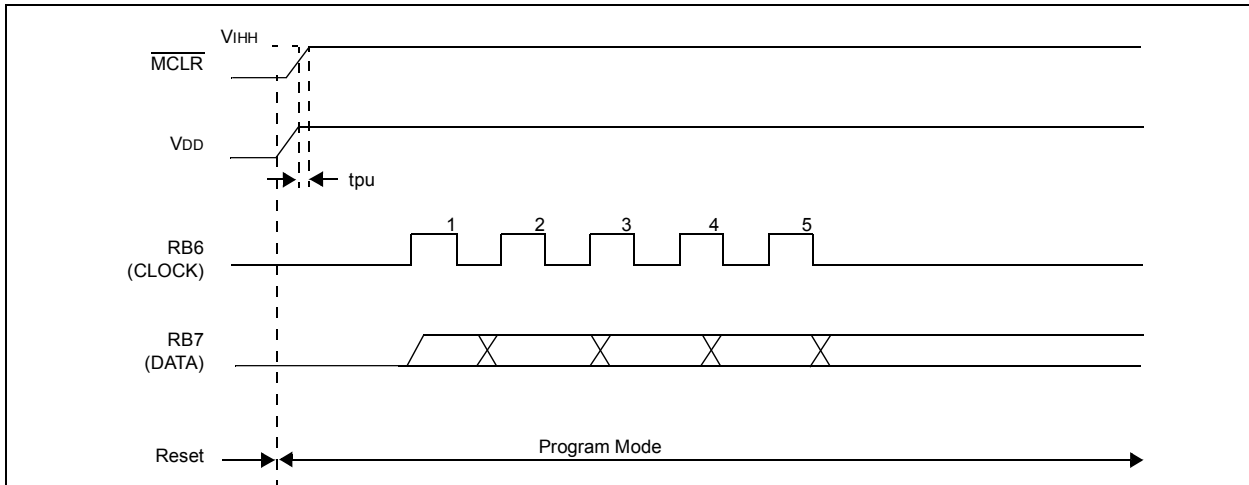 VIHH
MCLR
VDD
tpu
1 2 3 4 5
RB6
(CLOCK)
RB7
(DATA)
Reset
Program Mode